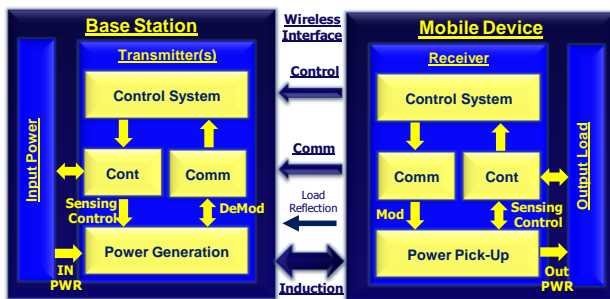 Base Station
Transmitter(s)
Input Power
Control System
Cont
Comm
Sensing
Control
DeMod
Power Generation
IN
PWR
Wireless
Interface
Control
Comm
Load
Reflection
Induction
Mobile Device
Receiver
Control System
Comm
Cont
Mod
Sensing
Control
Power Pick-Up
Out
PWR
Output Load